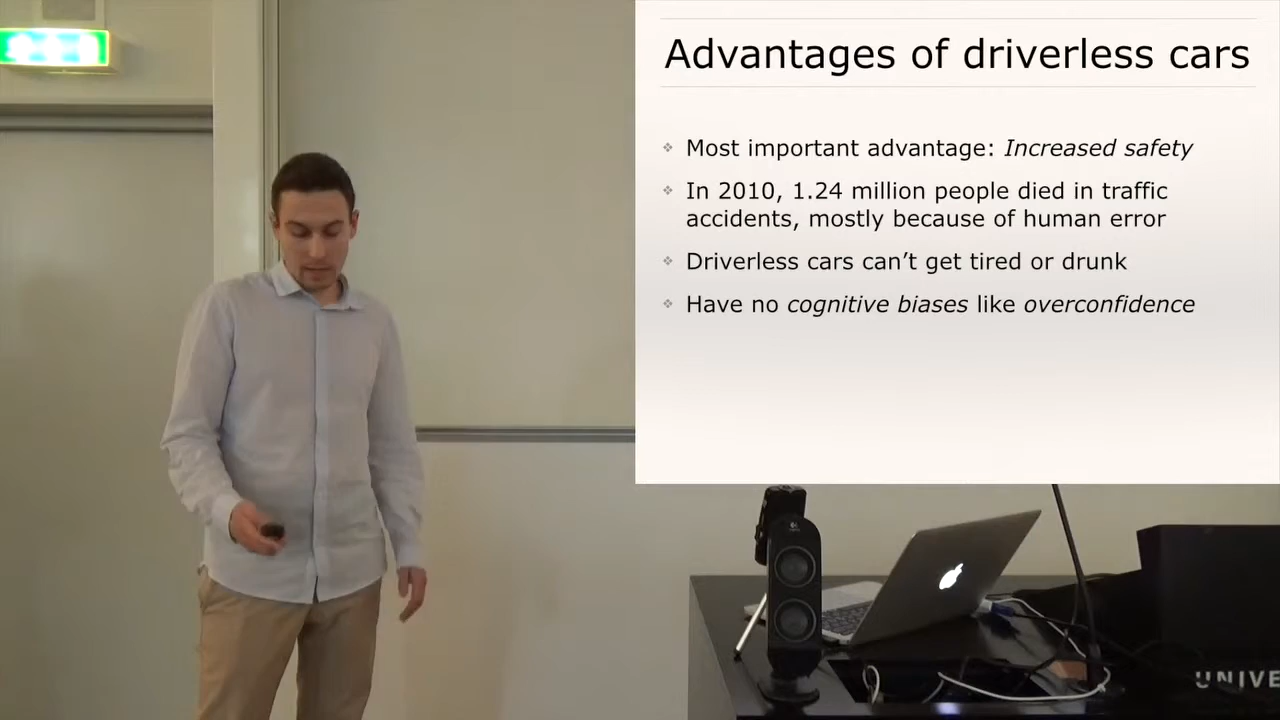 Advantages of driverless cars
Most important advantage: Increased safety
In 2010, 1.24 million people died in traffic
accidents, mostly because of human error
Driverless cars can’t get tired or drunk
Have no cognitive biases like overconfidence
UNIVE